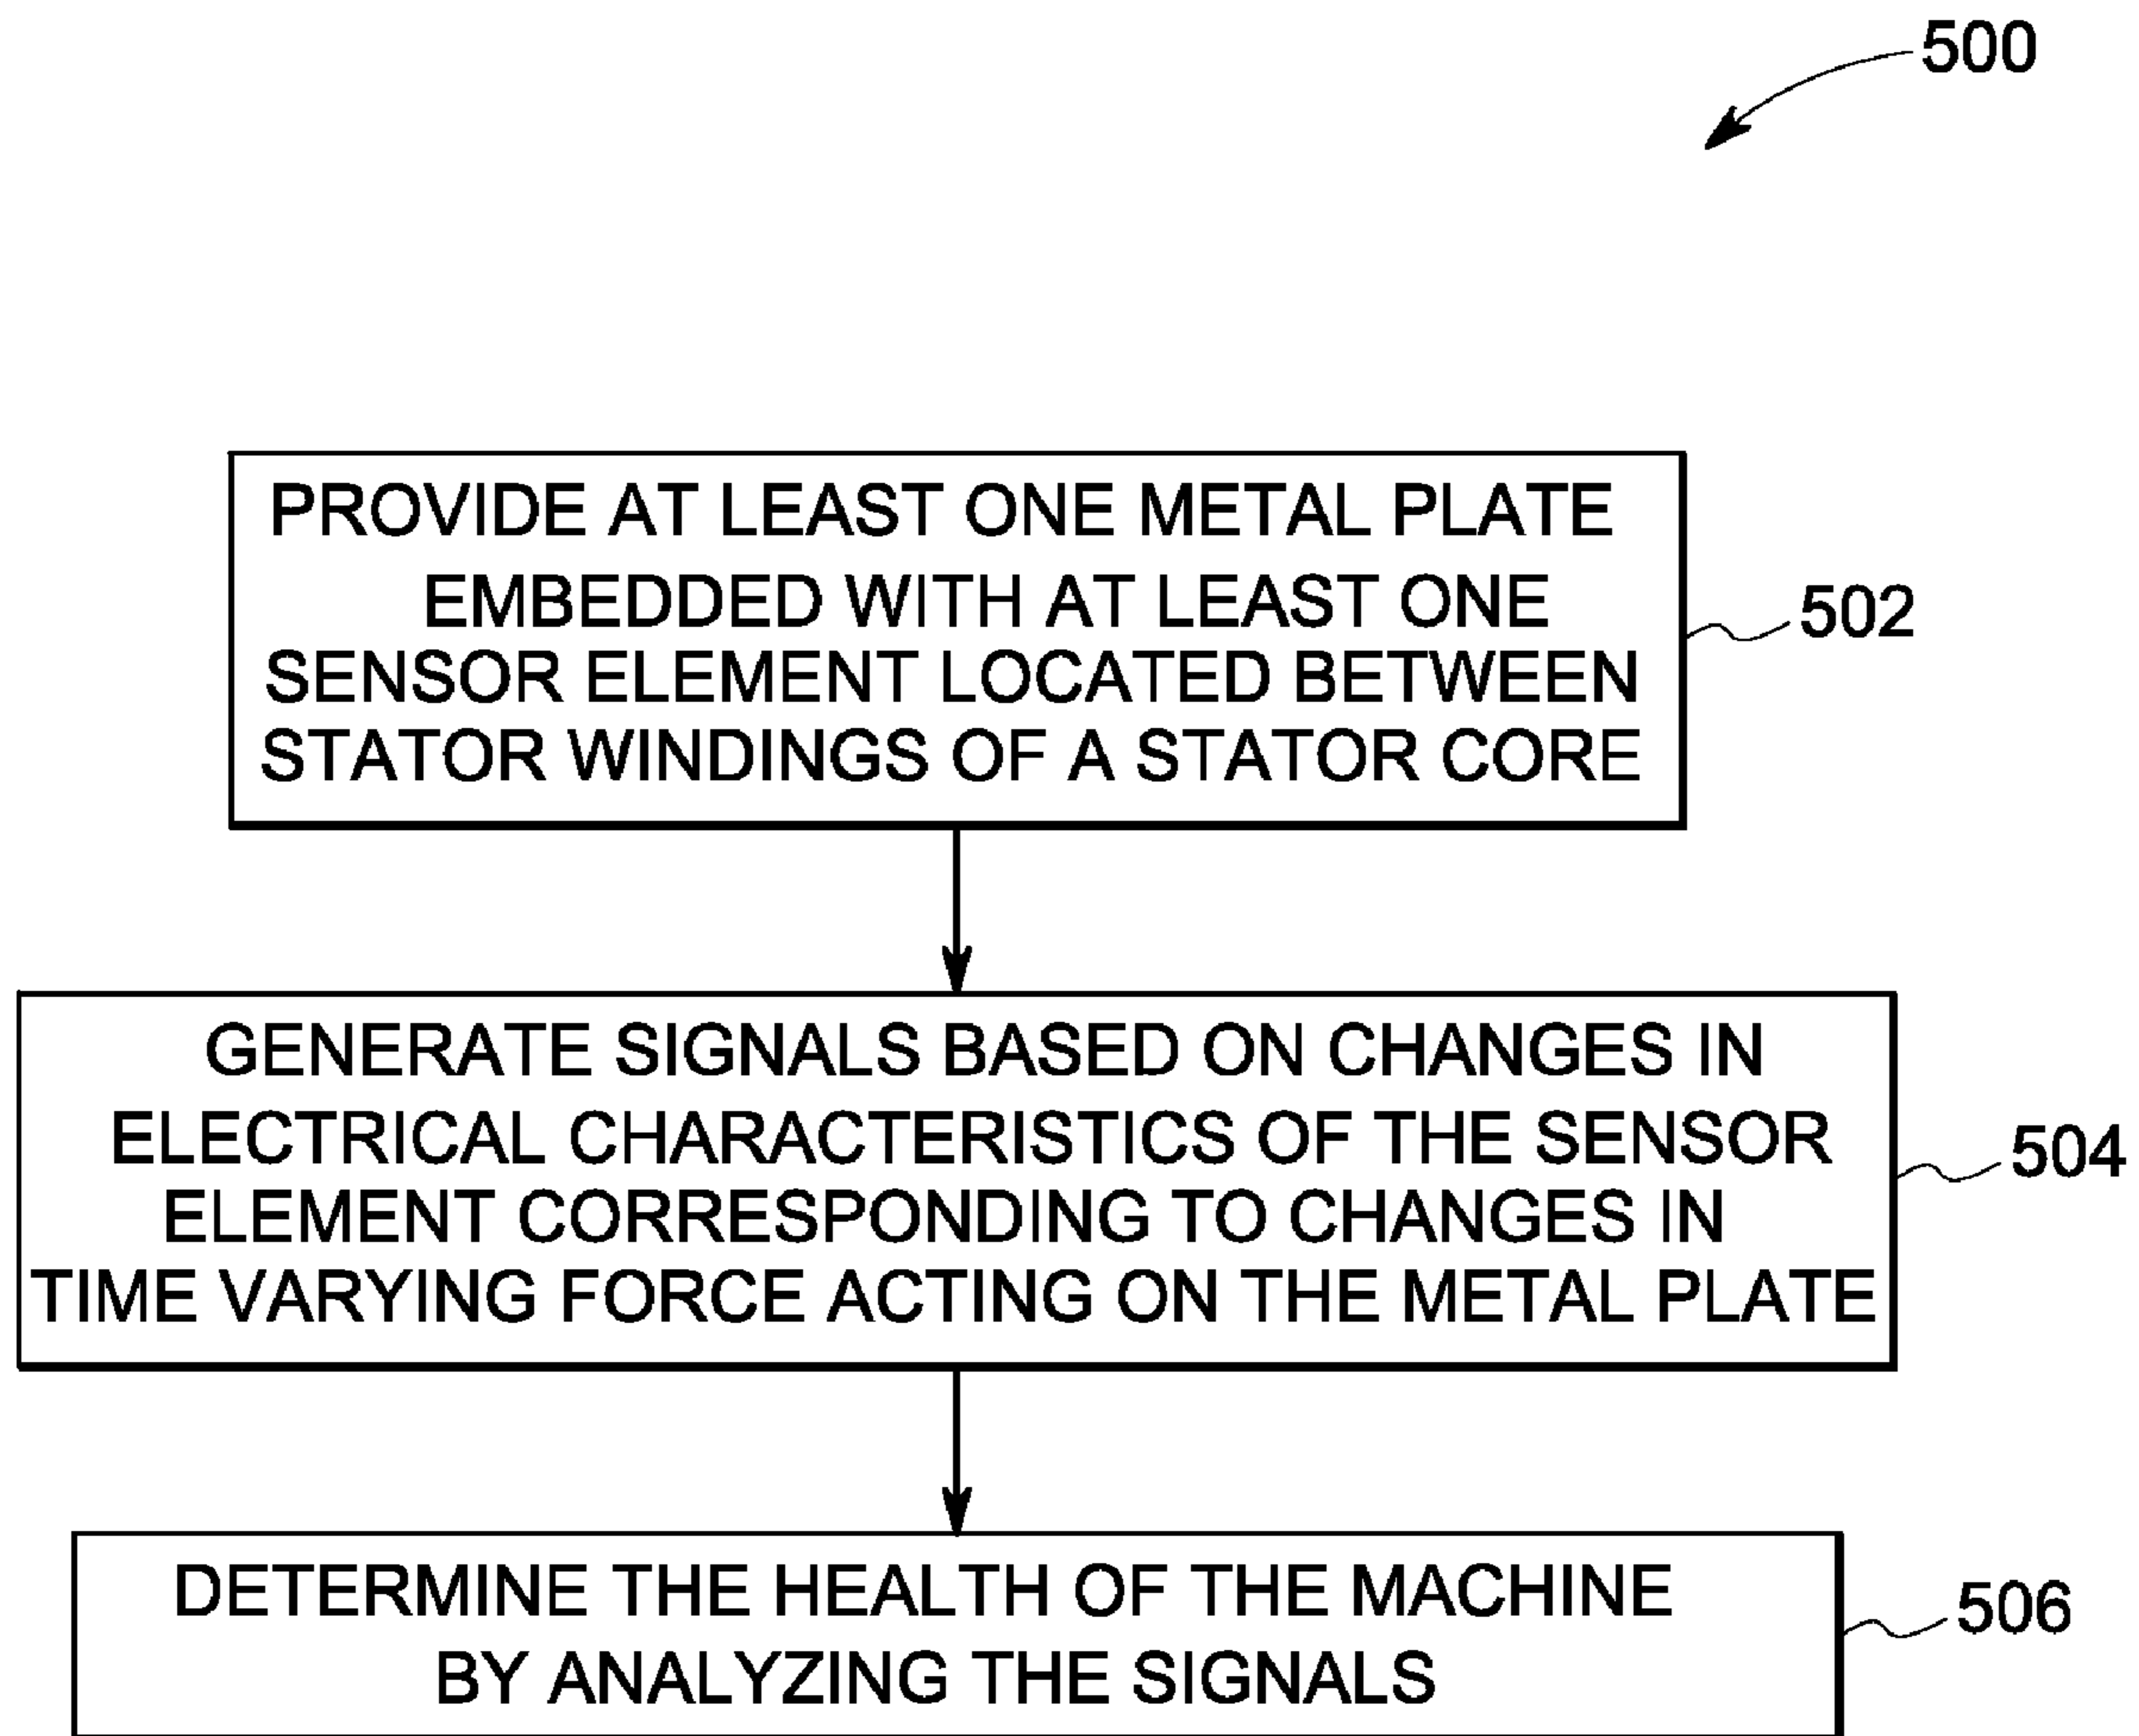 500
PROVIDE AT LEAST ONE METAL PLATE
EMBEDDED WITH AT LEAST ONE
SENSOR ELEMENT LOCATED BETWEEN
STATOR WINDINGS OF A STATOR CORE
502
GENERATE SIGNALS BASED ON CHANGES IN
ELECTRICAL CHARACTERISTICS OF THE SENSOR
ELEMENT CORRESPONDING TO CHANGES IN
TIME VARYING FORCE ACTING ON THE METAL PLATE
504
DETERMINE THE HEALTH OF THE MACHINE
BY ANALYZING THE SIGNALS
506